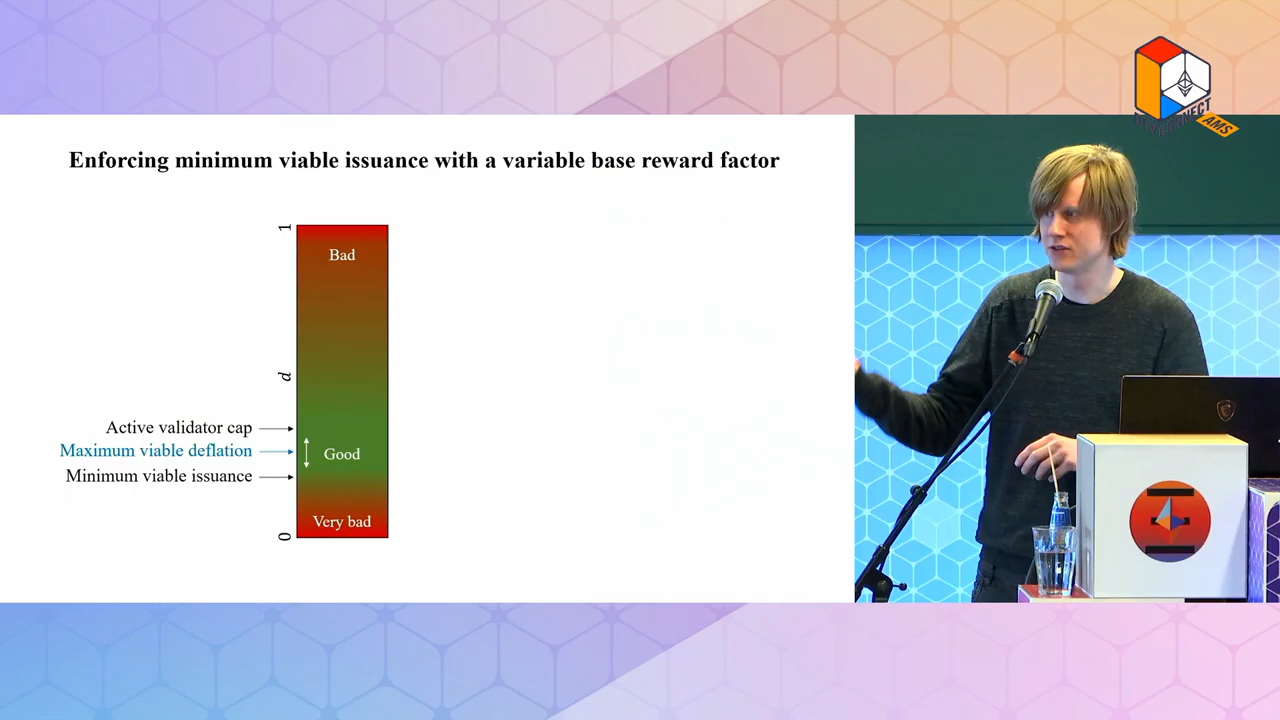 Enforcing minimum viable issuance with a variable base reward factor
1
Bad
d
Active validator cap
Maximum viable deflation
Good
Minimum viable issuance
Very bad
0
AMS